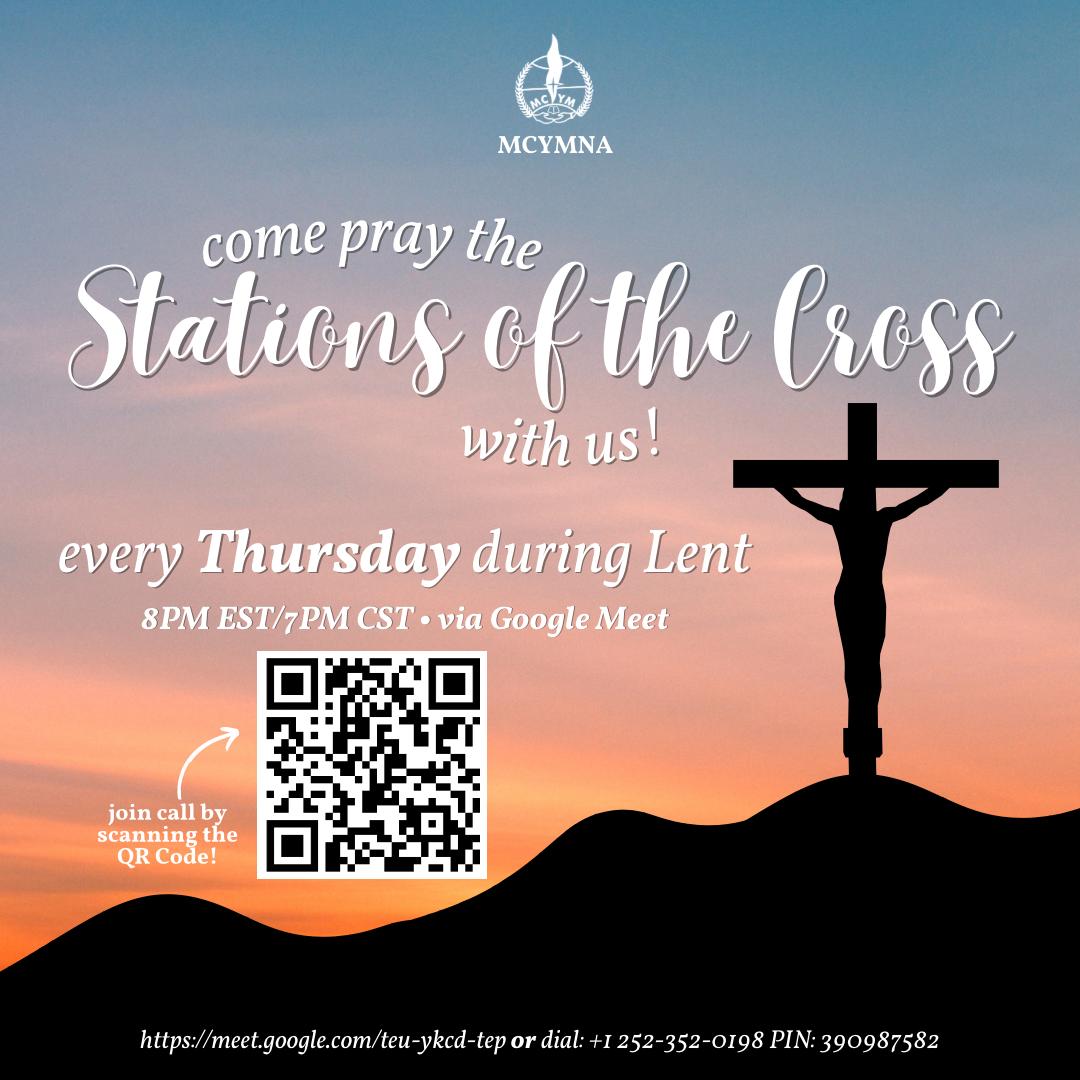 MCYM
MCYMNA
come pray the
Stations of the Cross
with us!
every Thursday during Lent
8PM EST/7PM CST • via Google Meet
join call by
scanning the
QR Code!
https://meet.google.com/teu-ykcd-tep or dial: +1 252-352-0198 PIN: 390987582